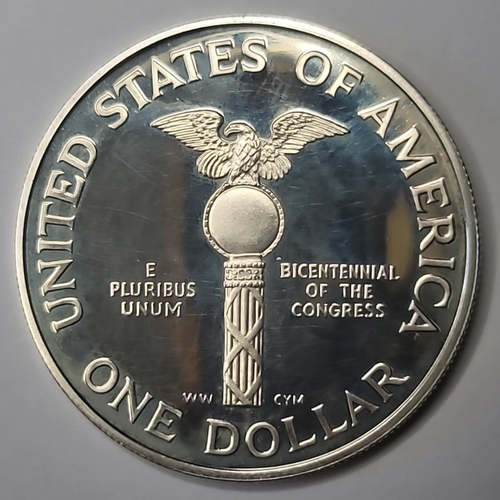 UNITED STATES OF AMERICA
E
PLURIBUS
UNUM
BICENTENNIAL
OF THE
CONGRESS
WW
CYM
ONE DOLLAR